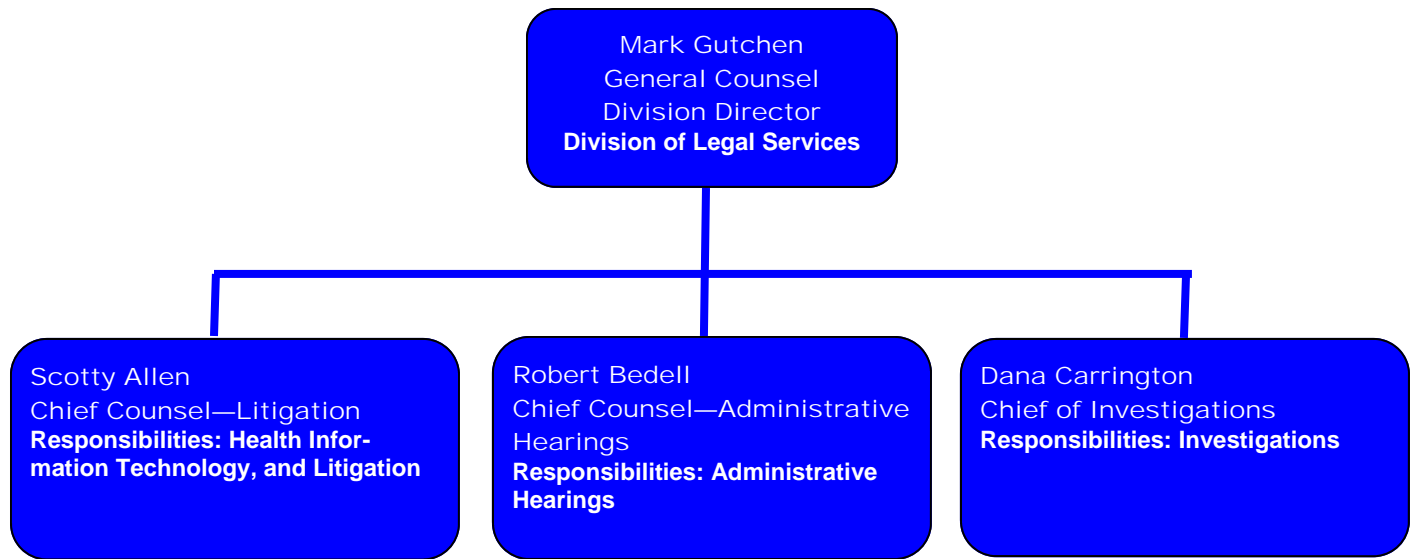 Mark Gutchen
General Counsel
Division Director
Division of Legal Services
Scotty Allen
Chief Counsel—Litigation
Responsibilities: Health Infor-
mation Technology, and Litigation
Robert Bedell
Chief Counsel—Administrative
Hearings
Responsibilities: Administrative
Hearings
Dana Carrington
Chief of Investigations
Responsibilities: Investigations